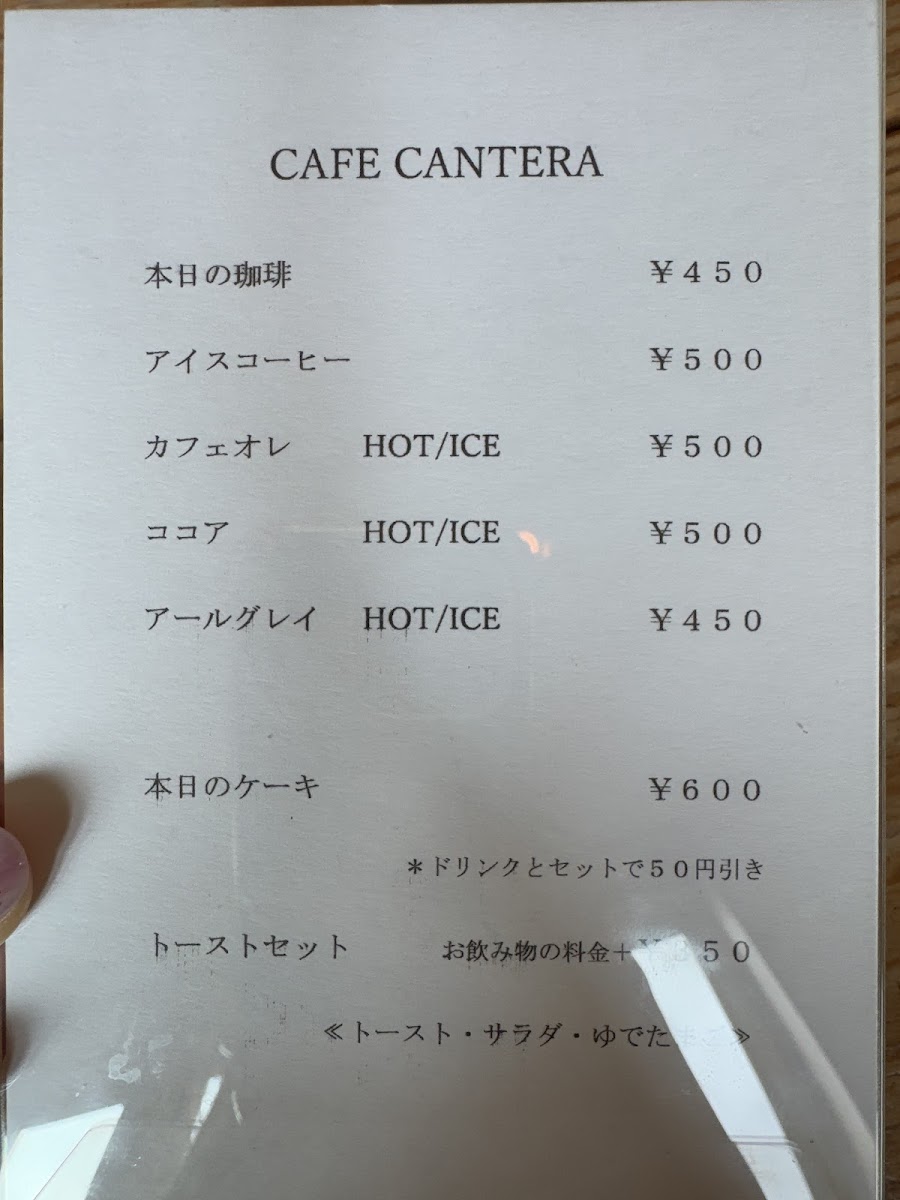 CAFE CANTERA
本日の珈琲 ￥４５０
アイスコーヒー ￥５００
カフェオレ HOT/ICE ￥５００
ココア HOT/ICE ￥５００
アールグレイ HOT/ICE ￥４５０
本日のケーキ ￥６００
＊ドリンクとセットで５０円引き
トーストセット お飲み物の料金＋￥３５０
≪トースト・サラダ・ゆでたまご≫